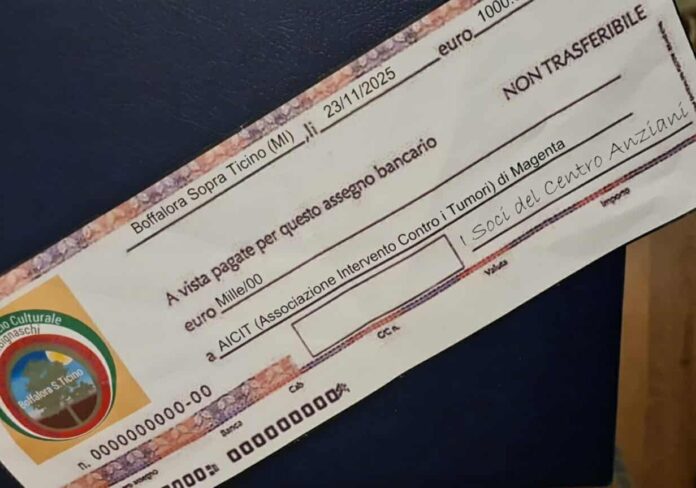 Boffalora Sopra Ticino (MI) , li 23/11/2025 euro 1000.
A vista pagate per questo assegno bancario
NON TRASFERIBILE
euro Mille/00
a AICIT (Associazione Intervento Contro i Tumori) di Magenta
I Soci del Centro Anziani
Culturale
Boffalora S. Ticino
n. 0000000000-00
Banca Cab CC n. Valuta Importo
000000000